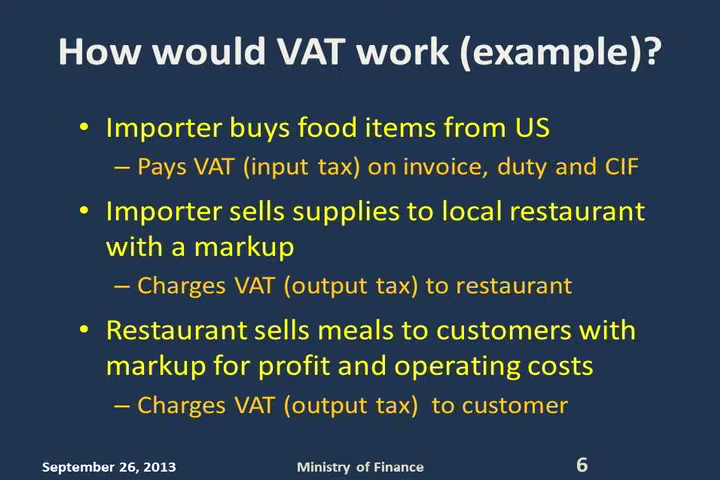 How would VAT work (example)?
• Importer buys food items from US
– Pays VAT (input tax) on invoice, duty and CIF
• Importer sells supplies to local restaurant
with a markup
– Charges VAT (output tax) to restaurant
• Restaurant sells meals to customers with
markup for profit and operating costs
– Charges VAT (output tax)  to customer
September 26, 2013 Ministry of Finance 6